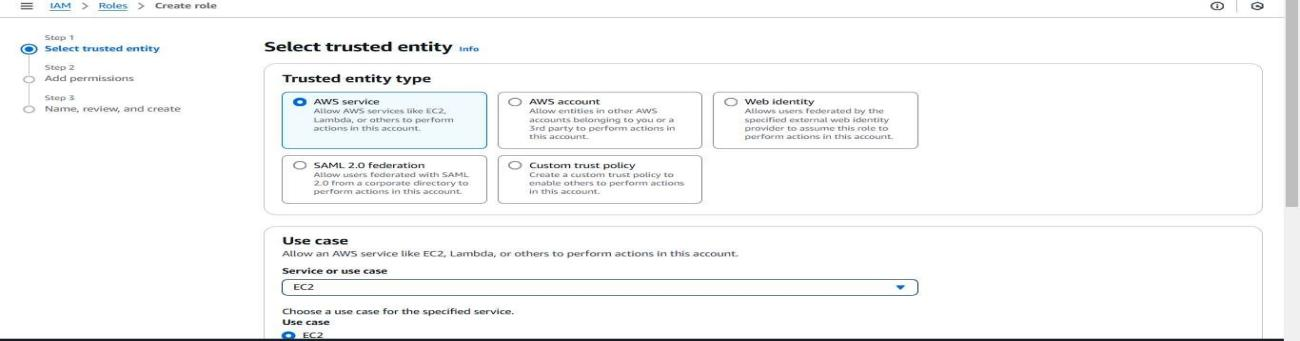 IAM > Roles > Create role
Step 1
Select trusted entity
Step 2
Add permissions
Step 3
Name, review, and create
Select trusted entity Info
Trusted entity type
AWS service
Allow AWS services like EC2,
Lambda, or others to perform
actions in this account.
AWS account
Allow entities in other AWS
accounts belonging to you or a
3rd party to perform actions in
this account.
Web identity
Allows users federated by the
specified external web identity
provider to assume this role to
perform actions in this account.
SAML 2.0 federation
Allow users federated with SAML
2.0 from a corporate directory to
perform actions in this account.
Custom trust policy
Create a custom trust policy to
enable others to perform actions
in this account.
Use case
Allow an AWS service like EC2, Lambda, or others to perform actions in this account.
Service or use case
EC2
Choose a use case for the specified service.
Use case
EC2